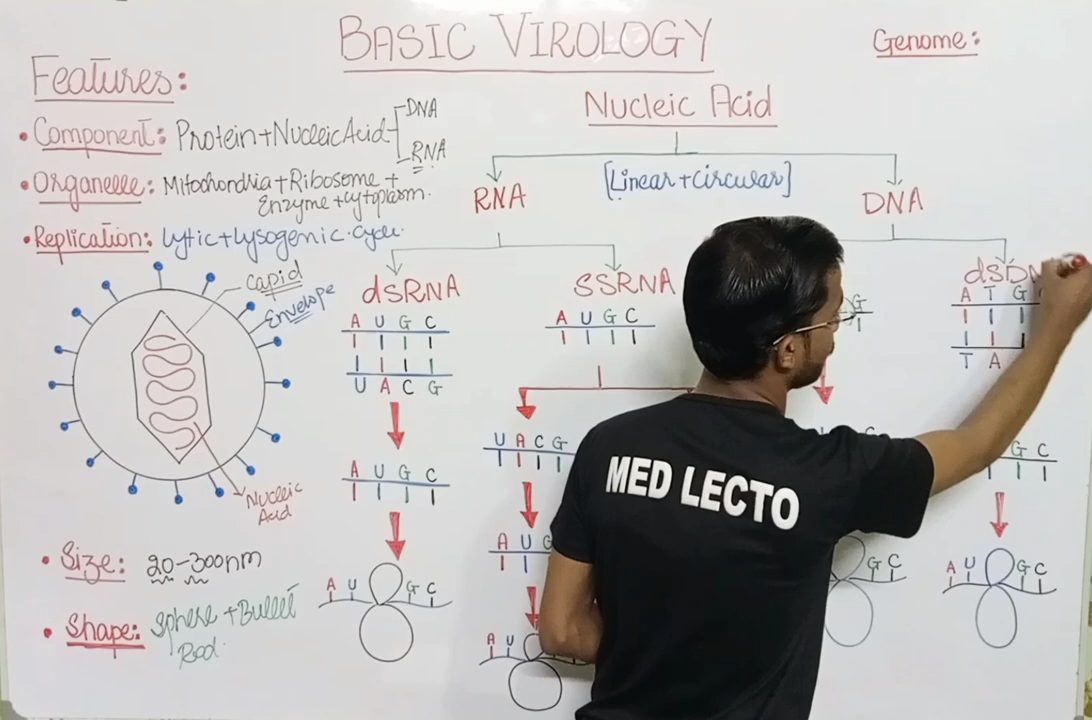 BASIC VIROLOGY
Genome:
Features:
Nucleic Acid
• Component: Protein+Nucleic Acid
DNA
RNA
• Organelle: Mitochondria + Ribosome +
Enzyme + Cytoplasm.
• Replication: Lytic+Lysogenic. Cycle.
[Linear + Circular]
RNA
DNA
Capid
+
Envelope
Nucleic
Acid
dsRNA
A U G C
U A C G
A U G C
A U G C
SSRNA
A U G C
U A C G
A U G
A U
G
G C
dsDN
A T G
T A
G C
A U G C
• Size: 20-300nm
• Shape: Sphere + Bullet
Rod.
MED LECTO